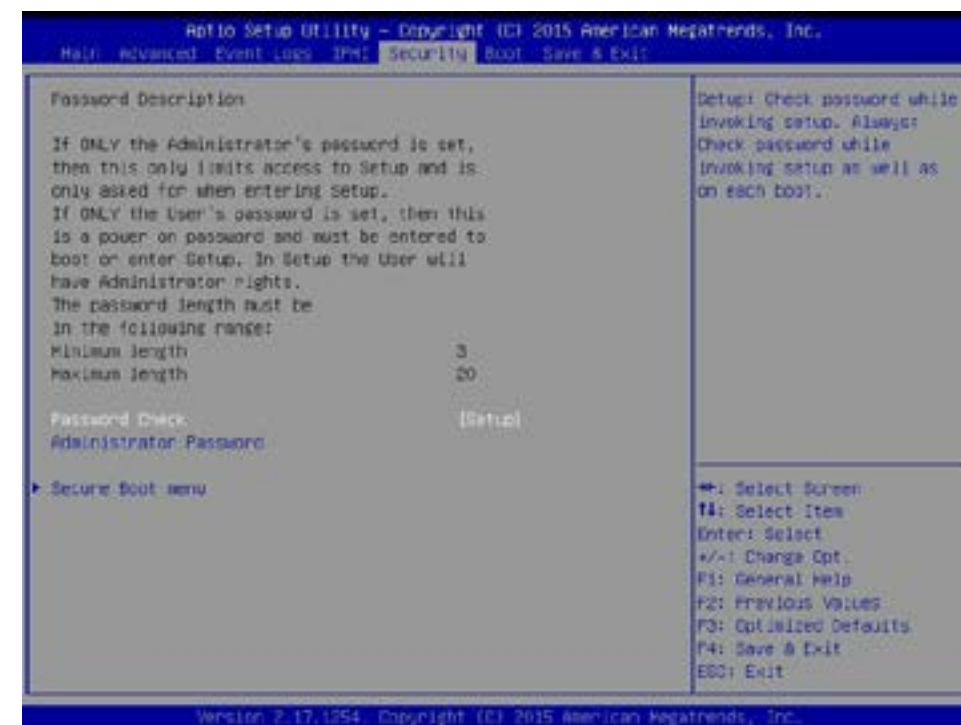 Aptio Setup Utility – Copyright (C) 2015 American Megatrends, Inc.
Main Advanced Event Logs IPMI Security Boot Save & Exit
Password Description
If ONLY the Administrator's password is set,
then this only limits access to Setup and is
only asked for when entering Setup.
If ONLY the User's password is set, then this
is a power on password and must be entered to
boot or enter Setup. In Setup the User will
have Administrator rights.
The password length must be
in the following range:
Minimum length 3
Maximum length 20
Password Check [Setup]
Administrator Password
Secure Boot menu
Setup: Check password while
invoking setup. Always:
Check password while
invoking setup as well as
on each boot.
↔: Select Screen
↑↓: Select Item
Enter: Select
+/-: Change Opt.
F1: General Help
F2: Previous Values
F3: Optimized Defaults
F4: Save & Exit
ESC: Exit
Version 2.17.1254. Copyright (C) 2015 American Megatrends, Inc.